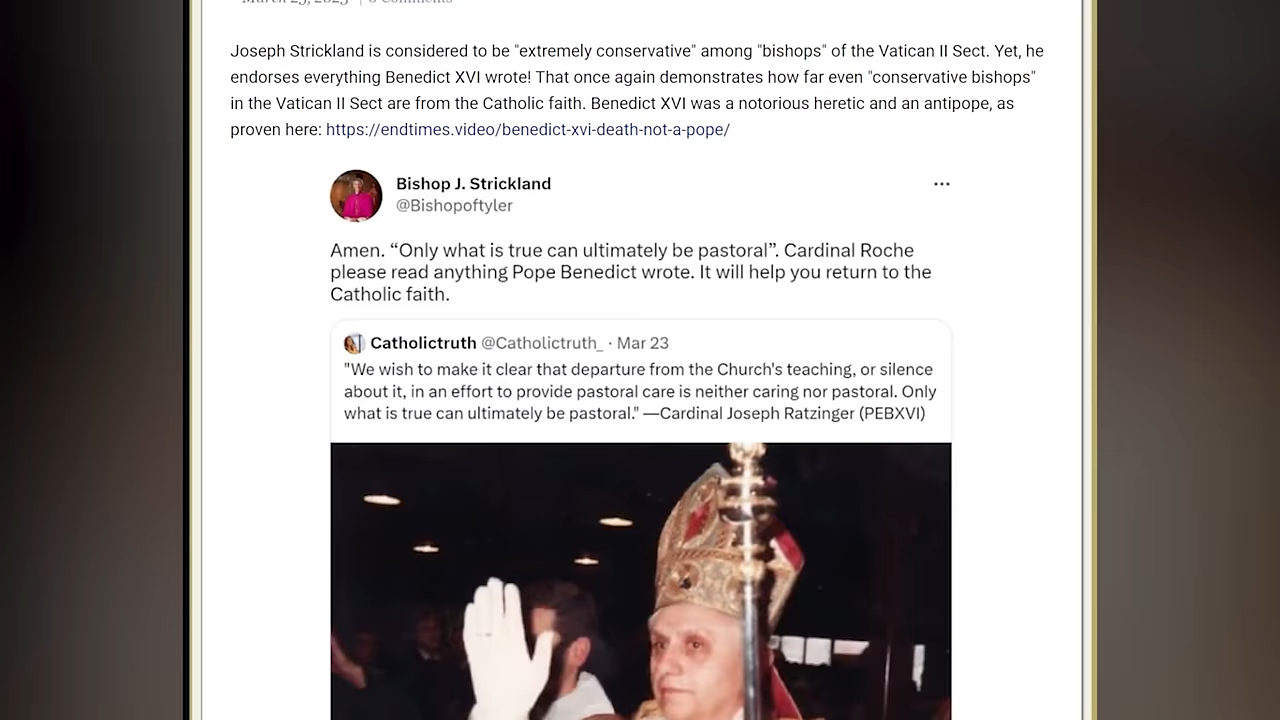 March 25, 2023 | 0 Comments
Joseph Strickland is considered to be "extremely conservative" among "bishops" of the Vatican II Sect. Yet, he
endorses everything Benedict XVI wrote! That once again demonstrates how far even "conservative bishops"
in the Vatican II Sect are from the Catholic faith. Benedict XVI was a notorious heretic and an antipope, as
proven here: https://endtimes.video/benedict-xvi-death-not-a-pope/
Bishop J. Strickland
@Bishopoftyler
Amen. “Only what is true can ultimately be pastoral”. Cardinal Roche
please read anything Pope Benedict wrote. It will help you return to the
Catholic faith.
Catholictruth @Catholictruth_ · Mar 23
"We wish to make it clear that departure from the Church's teaching, or silence
about it, in an effort to provide pastoral care is neither caring nor pastoral. Only
what is true can ultimately be pastoral." —Cardinal Joseph Ratzinger (PEBXVI)